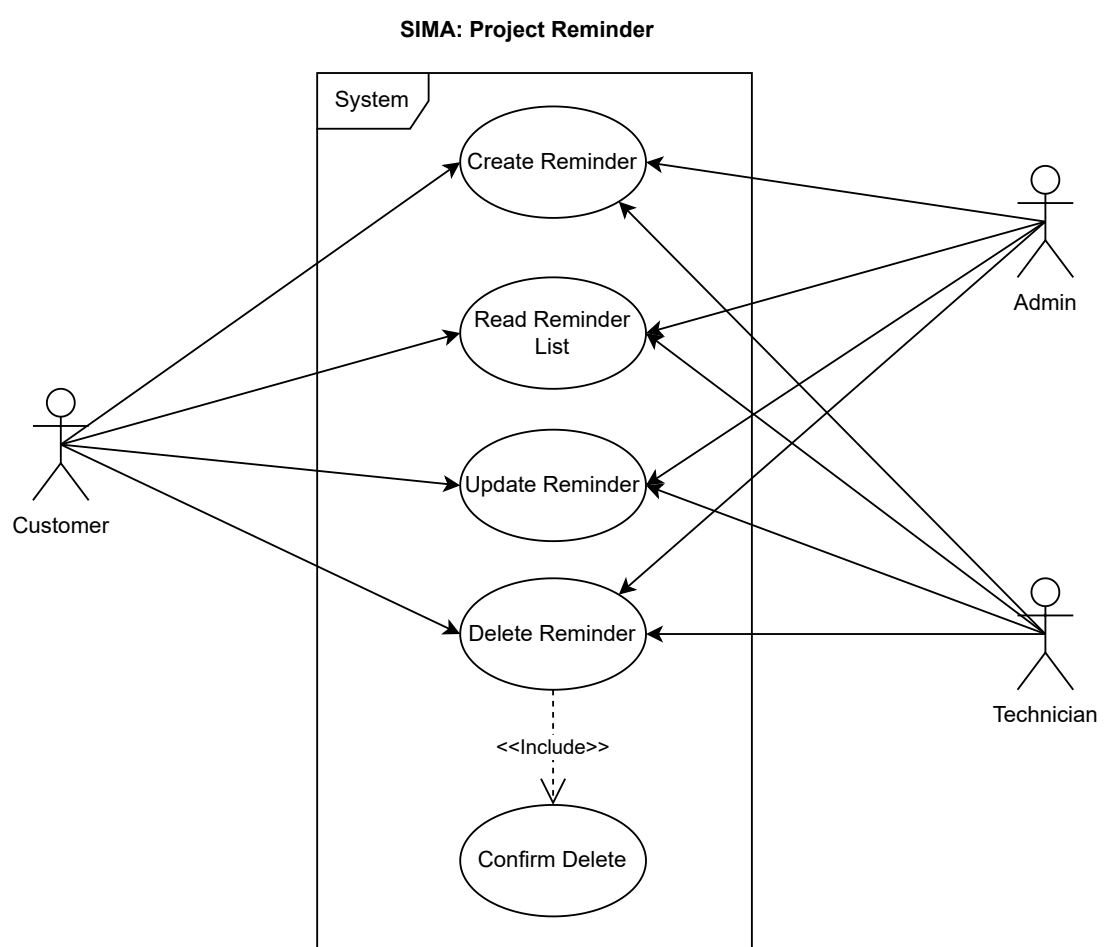 SIMA: Project Reminder
System
Create Reminder
Read Reminder
List
Update Reminder
Delete Reminder
<<Include>>
Confirm Delete
Customer
Admin
Technician